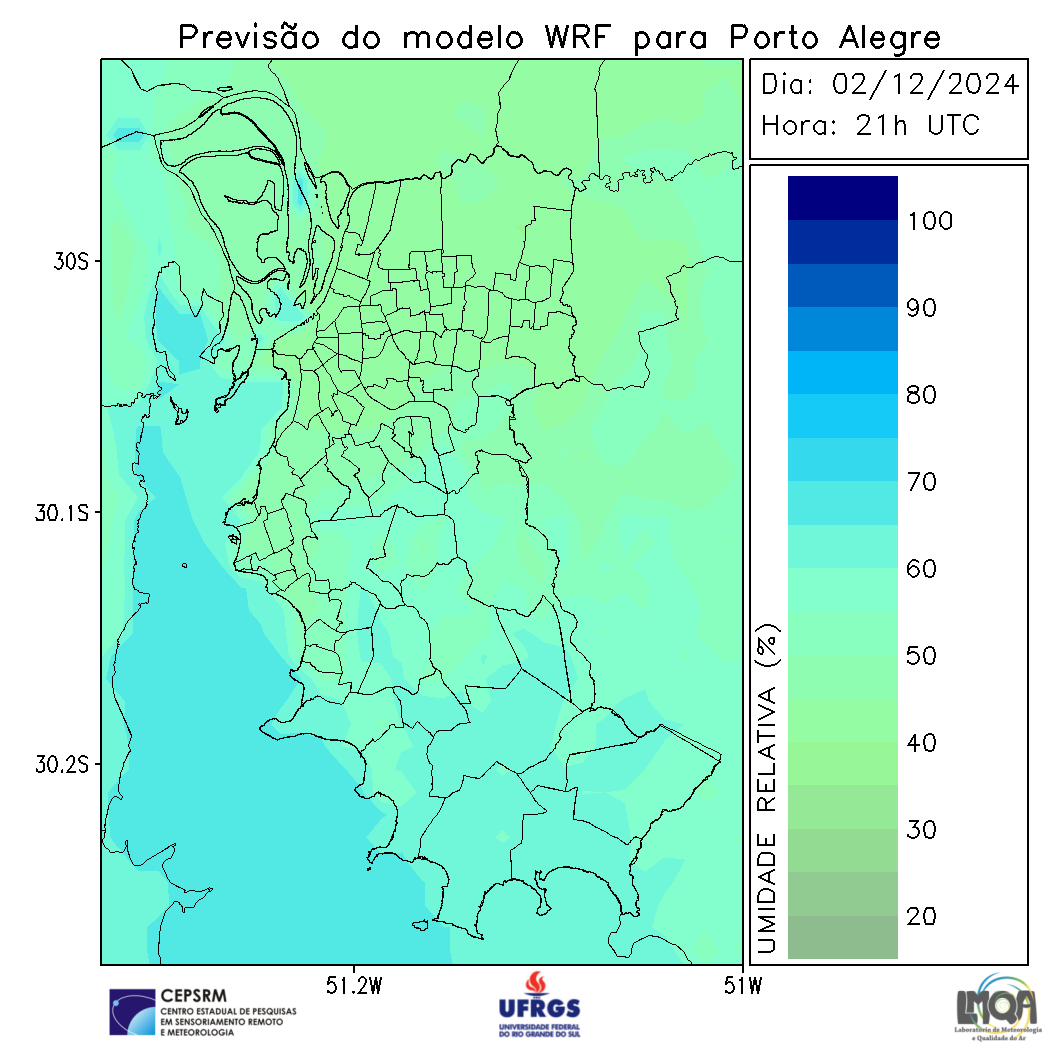 Previsão do modelo WRF para Porto Alegre
Dia: 02/12/2024
Hora: 21h UTC
100
90
80
70
60
50
40
30
20
UMIDADE RELATIVA (%)
30S
30.1S
30.2S
51.2W
51W
CEPSRM
CENTRO ESTADUAL DE PESQUISAS
EM SENSORIAMENTO REMOTO
E METEOROLOGIA
UFRGS
UNIVERSIDADE FEDERAL
DO RIO GRANDE DO SUL
LMQA
Laboratório de Meteorologia
e Qualidade do Ar